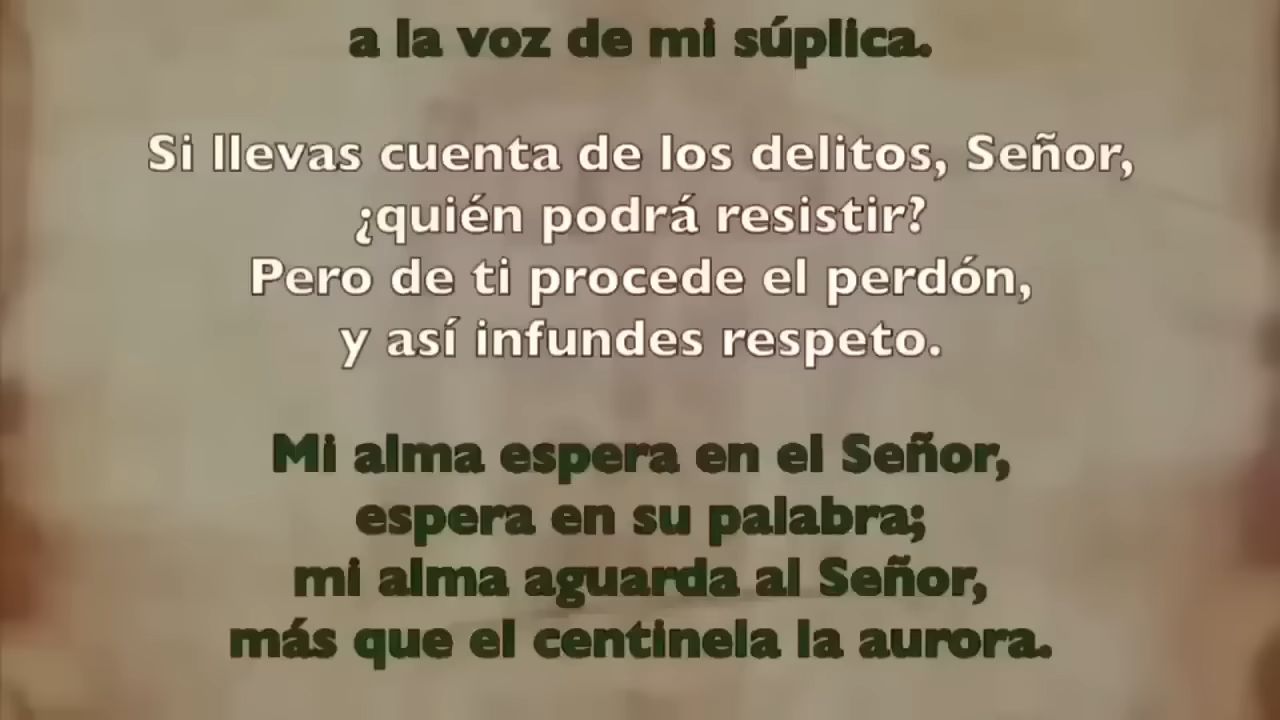 a la voz de mi súplica.
Si llevas cuenta de los delitos, Señor,
¿quién podrá resistir?
Pero de ti procede el perdón,
y así infundes respeto.
Mi alma espera en el Señor,
espera en su palabra;
mi alma aguarda al Señor,
más que el centinela la aurora.